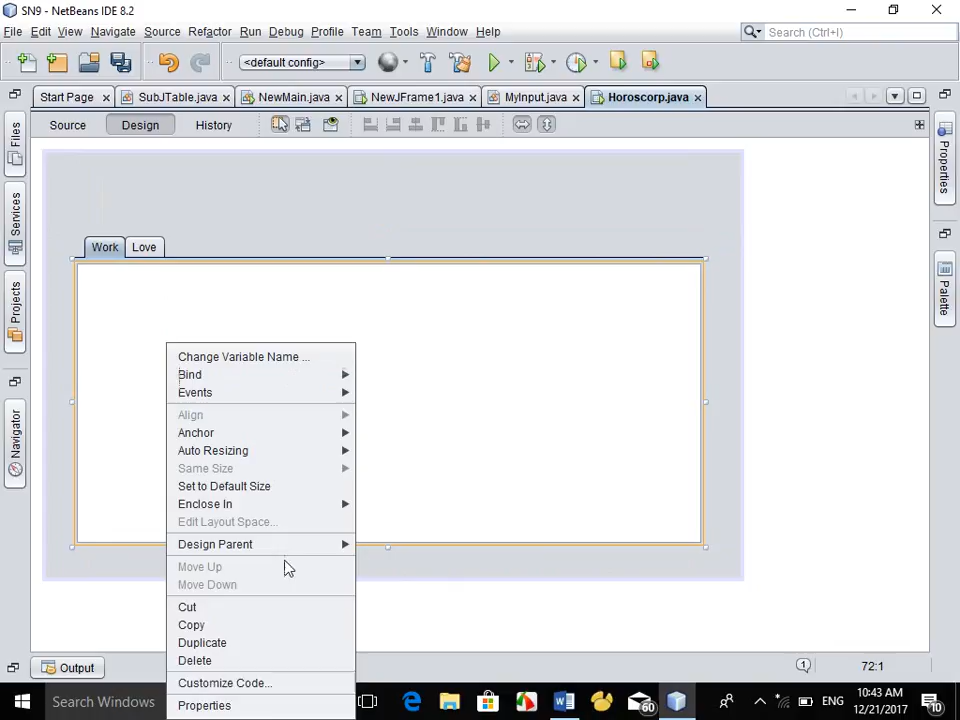 SN9 - NetBeans IDE 8.2
File Edit View Navigate Source Refactor Run Debug Profile Team Tools Window Help
Search (Ctrl+I)
<default config>
Start Page SubJTable.java NewMain.java NewJFrame1.java MyInput.java Horoscorp.java
Source Design History
Files
Services
Projects
Navigator
Properties
Palette
Work Love
Change Variable Name ...
Bind
Events
Align
Anchor
Auto Resizing
Same Size
Set to Default Size
Enclose In
Edit Layout Space...
Design Parent
Move Up
Move Down
Cut
Copy
Duplicate
Delete
Customize Code...
Properties
Output
1
72:1
Search Windows
60
ENG
10:43 AM
12/21/2017
10